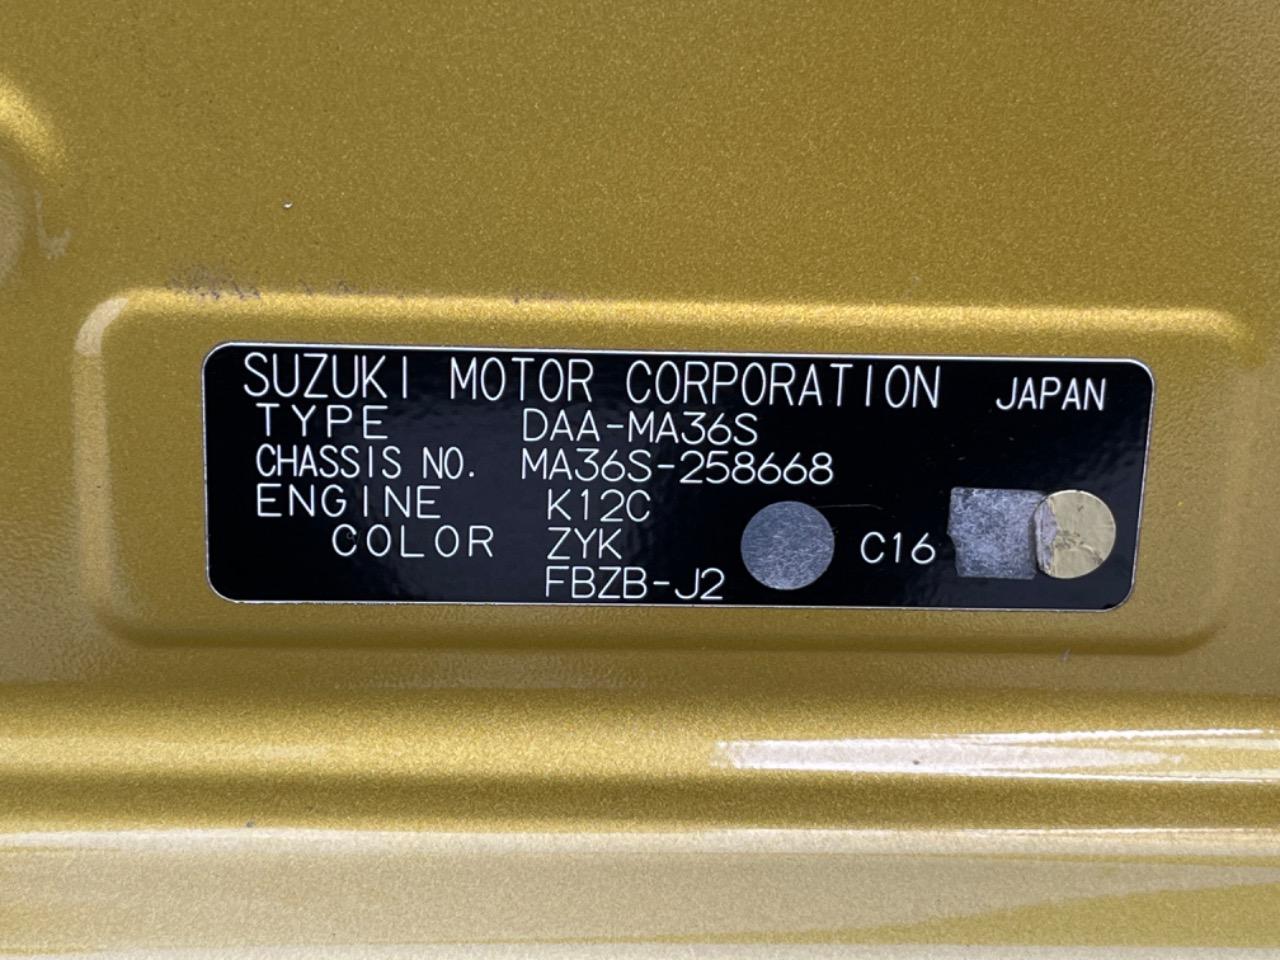 SUZUKI MOTOR CORPORATION JAPAN
TYPE DAA-MA36S
CHASSIS NO. MA36S-258668
ENGINE K12C
COLOR ZYK C16
FBZB-J2